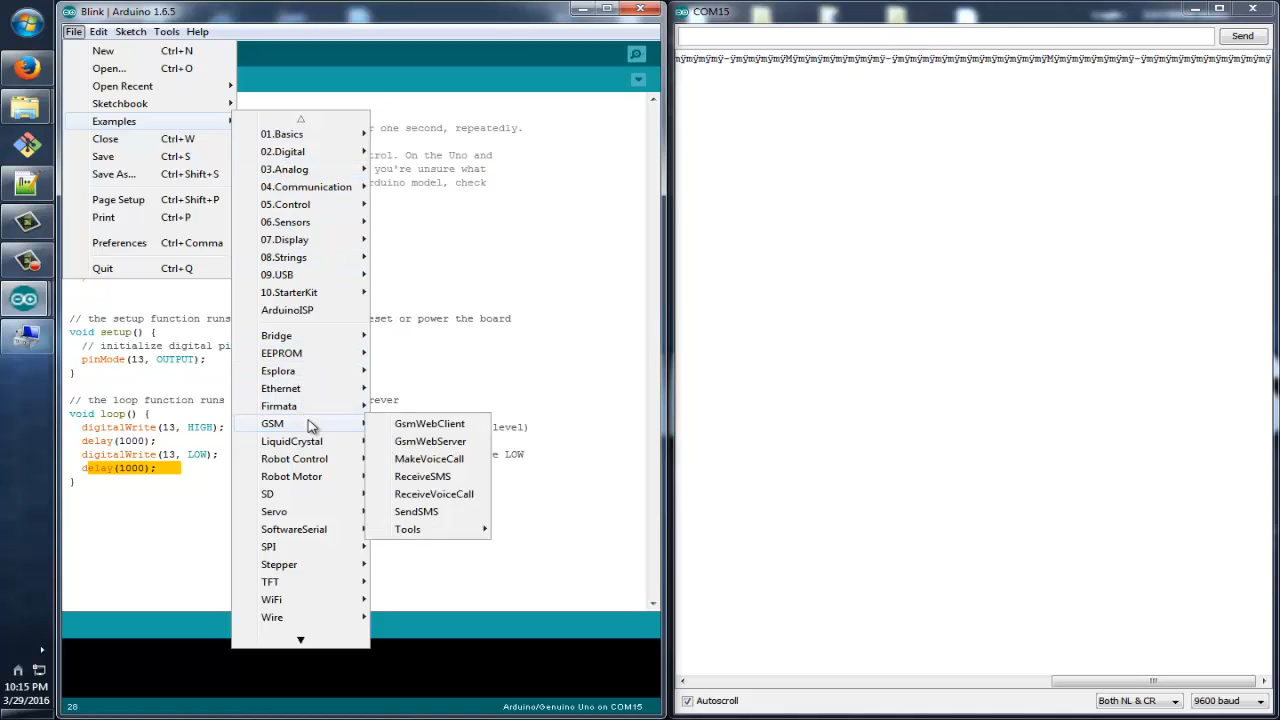 Blink | Arduino 1.6.5
File Edit Sketch Tools Help
New Ctrl+N
Open... Ctrl+O
Open Recent
Sketchbook
Examples
Close Ctrl+W
Save Ctrl+S
Save As... Ctrl+Shift+S
Page Setup Ctrl+Shift+P
Print Ctrl+P
Preferences Ctrl+Comma
Quit Ctrl+Q
01.Basics
02.Digital
03.Analog
04.Communication
05.Control
06.Sensors
07.Display
08.Strings
09.USB
10.StarterKit
ArduinoISP
Bridge
EEPROM
Esplora
Ethernet
Firmata
GSM
LiquidCrystal
Robot Control
Robot Motor
SD
Servo
SoftwareSerial
SPI
Stepper
TFT
WiFi
Wire
GsmWebClient
GsmWebServer
MakeVoiceCall
ReceiveSMS
ReceiveVoiceCall
SendSMS
Tools
r one second, repeatedly.
trol. On the Uno and
you're unsure what
rduino model, check
// the setup function runs eset or power the board
void setup() {
// initialize digital pi
pinMode(13, OUTPUT);
}
// the loop function runs rever
void loop() {
digitalWrite(13, HIGH); level)
delay(1000);
digitalWrite(13, LOW); e LOW
delay(1000);
}
28 Arduino/Genuino Uno on COM15
COM15
Send
Autoscroll
Both NL & CR
9600 baud
10:15 PM
3/29/2016